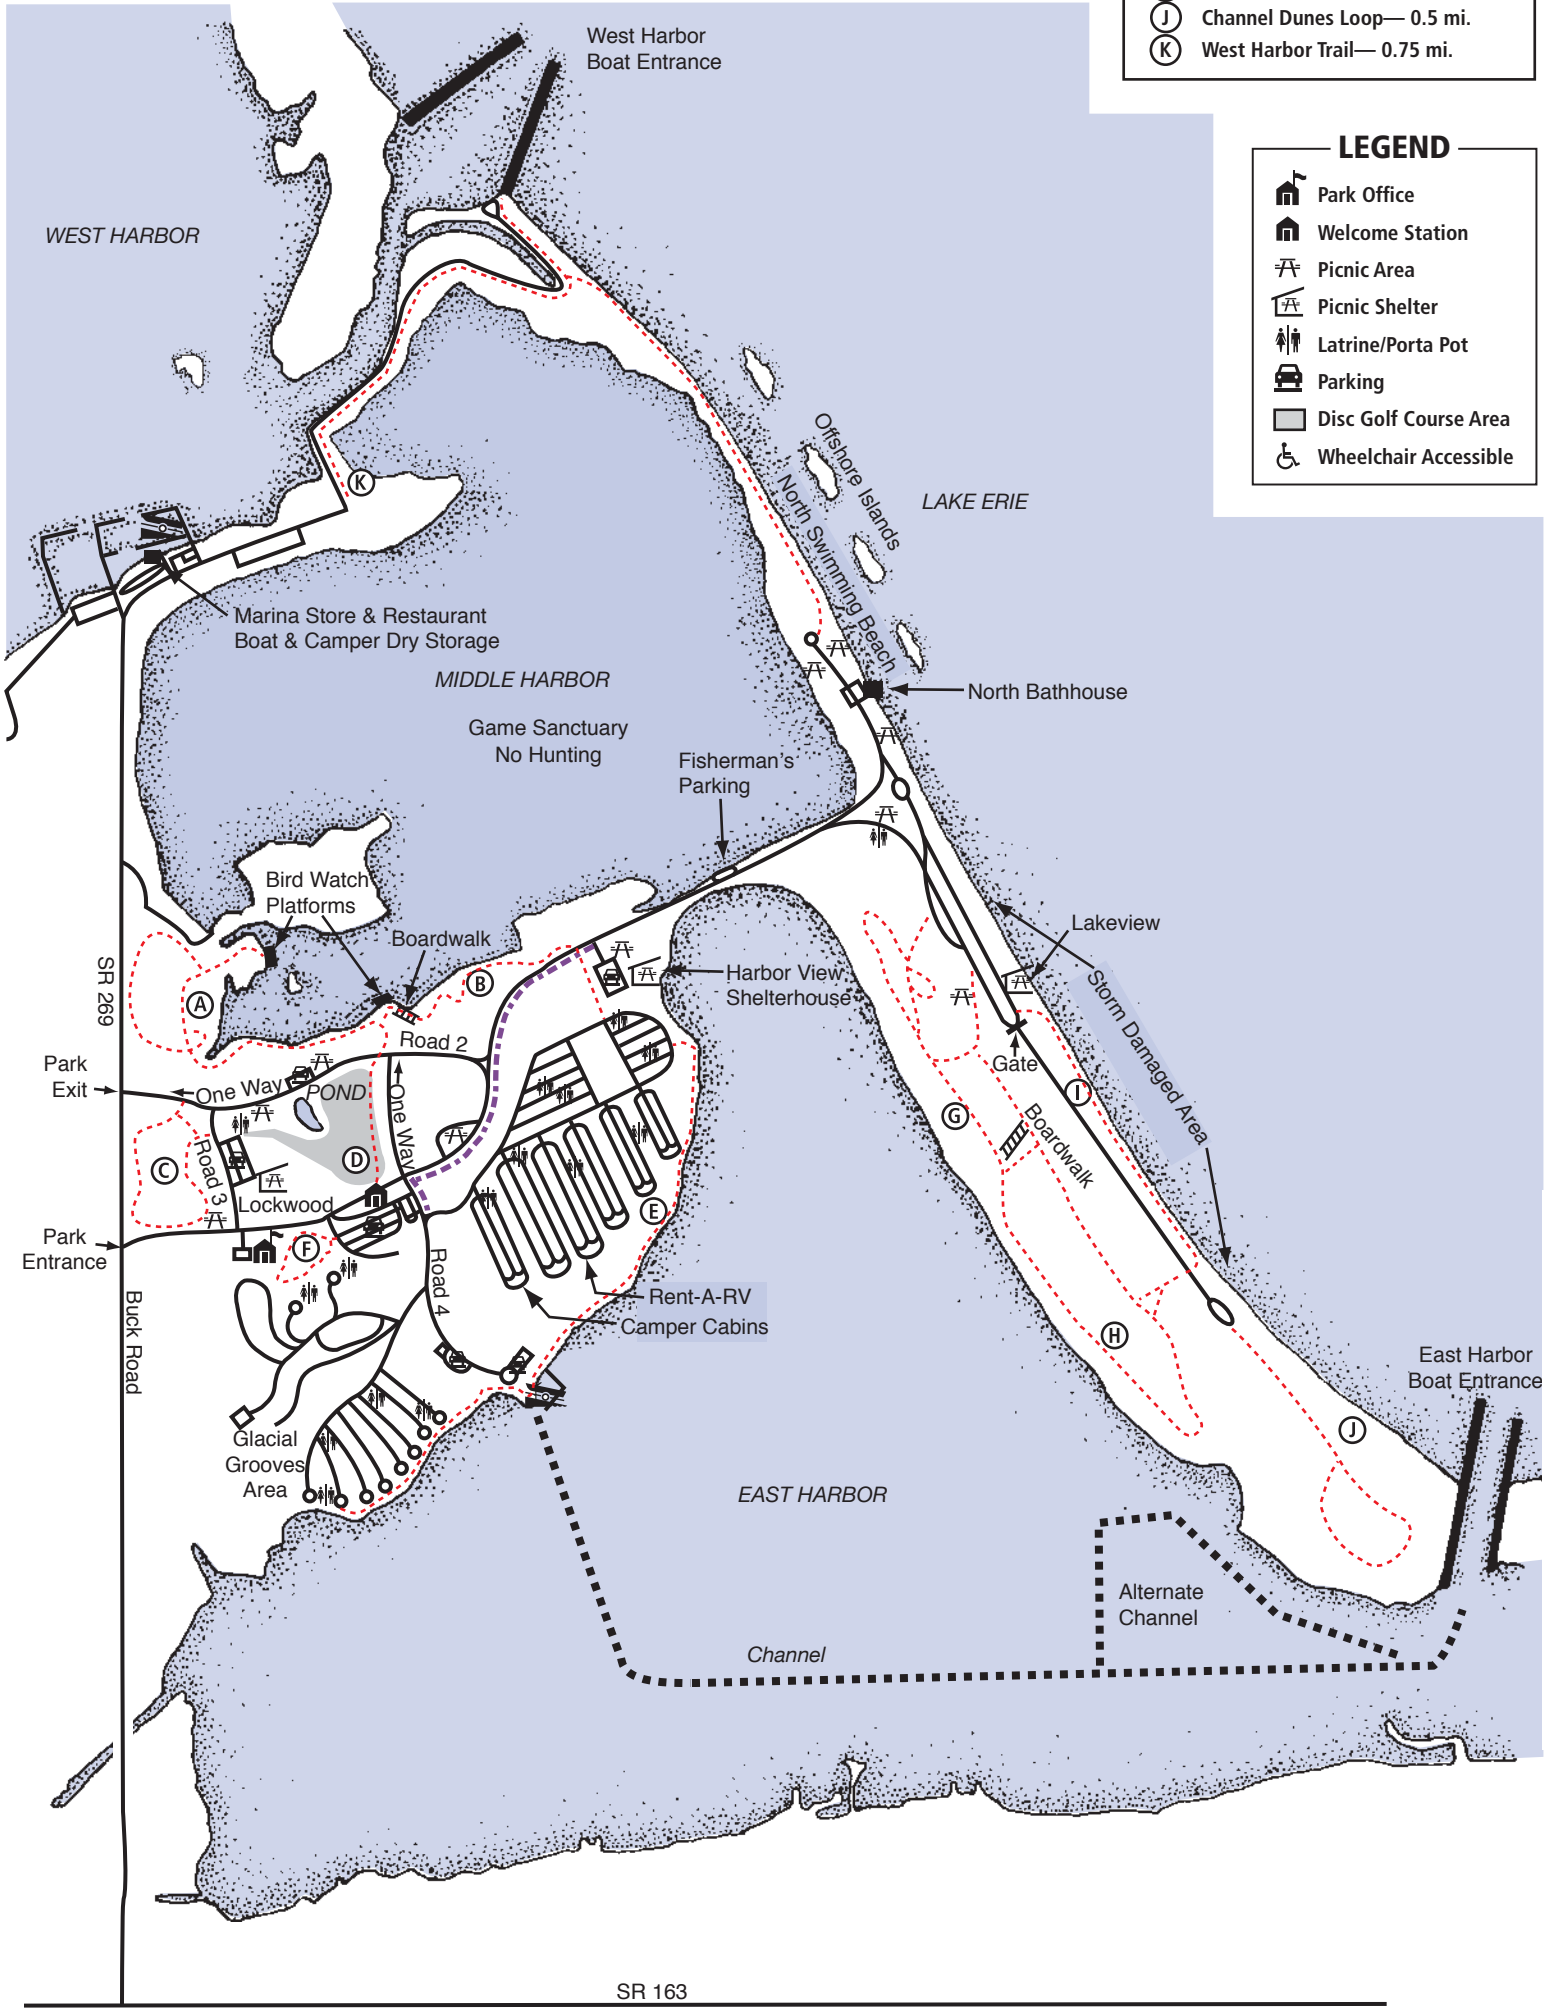 J Channel Dunes Loop— 0.5 mi.
K West Harbor Trail— 0.75 mi.
LEGEND
Park Office
Welcome Station
Picnic Area
Picnic Shelter
Latrine/Porta Pot
Parking
Disc Golf Course Area
Wheelchair Accessible
West Harbor
Boat Entrance
WEST HARBOR
Offshore Islands
North Swimming Beach
LAKE ERIE
K
Marina Store & Restaurant
Boat & Camper Dry Storage
MIDDLE HARBOR
Game Sanctuary
No Hunting
North Bathhouse
Fisherman's
Parking
Bird Watch
Platforms
Boardwalk
Lakeview
SR 269
A
B
Harbor View
Shelterhouse
Storm Damaged Area
Road 2
Park
Exit
One Way
POND
One Way
Gate
I
G
Boardwalk
C
Road 3
D
Lockwood
E
Park
Entrance
F
Road 4
Buck Road
Rent-A-RV
Camper Cabins
H
East Harbor
Boat Entrance
J
Glacial
Grooves
Area
EAST HARBOR
Alternate
Channel
Channel
SR 163